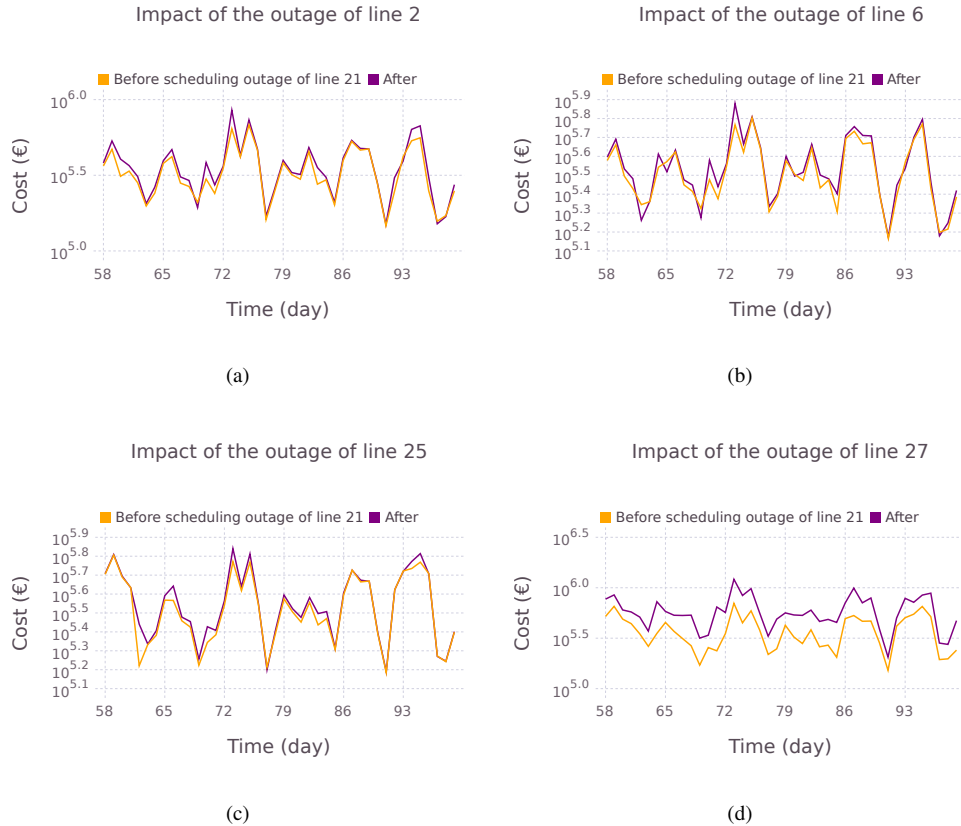 Impact of the outage of line 2
Before scheduling outage of line 21 After
10^6.0
10^5.5
10^5.0
Cost (€)
58 65 72 79 86 93
Time (day)
(a)
Impact of the outage of line 6
Before scheduling outage of line 21 After
10^5.9
10^5.8
10^5.7
10^5.6
10^5.5
10^5.4
10^5.3
10^5.2
10^5.1
Cost (€)
58 65 72 79 86 93
Time (day)
(b)
Impact of the outage of line 25
Before scheduling outage of line 21 After
10^5.9
10^5.8
10^5.7
10^5.6
10^5.5
10^5.4
10^5.3
10^5.2
10^5.1
Cost (€)
58 65 72 79 86 93
Time (day)
(c)
Impact of the outage of line 27
Before scheduling outage of line 21 After
10^6.5
10^6.0
10^5.5
10^5.0
Cost (€)
58 65 72 79 86 93
Time (day)
(d)